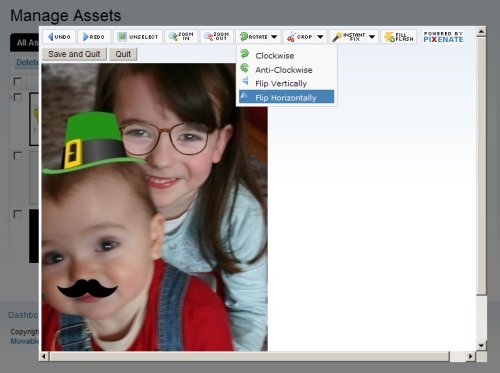 Manage Assets
All As
Delete
UNDO REDO UNSELECT ZOOM IN ZOOM OUT ROTATE CROP INSTANT FIX FILL FLASH POWERED BY PIXENATE
Save and Quit Quit
Clockwise
Anti-Clockwise
Flip Vertically
Flip Horizontally
Dashbo
Copyrig
Movable